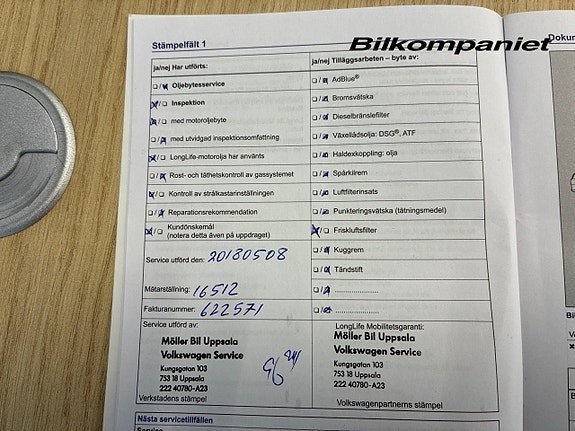 Stämpelfält 1
Bilkompaniet
Dokum
ja/nej Har utförts:
Oljebytesservice
Inspektion
med motoroljebyte
med utvidgad inspektionsomfattning
LongLife-motorolja har använts
Rost- och täthetskontroll av gassystemet
Kontroll av strålkastarinställningen
Reparationsrekommendation
Kundönskemål
(notera detta även på uppdraget)
Service utförd den: 20180508
Mätarställning: 16512
Fakturanummer: 622571
ja/nej Tilläggsarbeten – byte av:
AdBlue®
Bromsvätska
Dieselbränslefilter
Växellådsolja: DSG®, ATF
Haldexkoppling: olja
Spårkilrem
Luftfilterinsats
Punkteringsvätska (tätningsmedel)
Friskluftsfilter
Kuggrem
Tändstift
Service utförd av:
Möller Bil Uppsala
Volkswagen Service
Kungsgatan 103
753 18 Uppsala
222 40780-A23
Verkstadens stämpel
LongLife Mobilitetsgaranti:
Möller Bil Uppsala
Volkswagen Service
Kungsgatan 103
753 18 Uppsala
222 40780-A23
Volkswagenpartnerns stämpel
Nästa servicetillfällen
Service